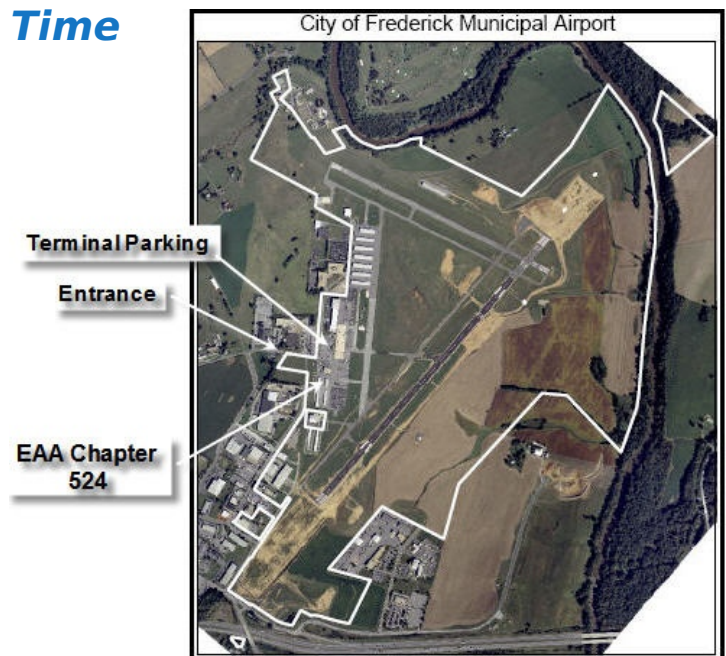 Time
City of Frederick Municipal Airport
Terminal Parking
Entrance
EAA Chapter
524